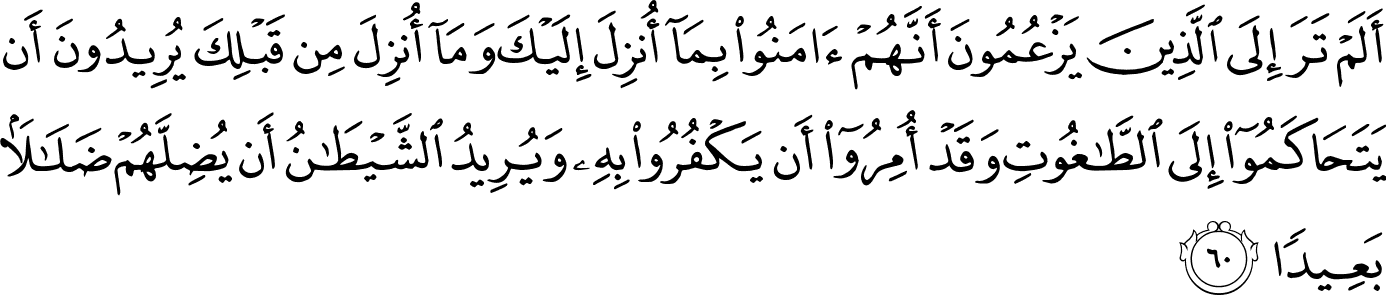 أَلَمْ تَرَ إِلَى ٱلَّذِينَ يَزْعُمُونَ أَنَّهُمْ ءَامَنُوا۟ بِمَآ أُنزِلَ إِلَيْكَ وَمَآ أُنزِلَ مِن قَبْلِكَ يُرِيدُونَ أَن
يَتَحَاكَمُوٓا۟ إِلَى ٱلطَّـٰغُوتِ وَقَدْ أُمِرُوٓا۟ أَن يَكْفُرُوا۟ بِهِۦ وَيُرِيدُ ٱلشَّيْطَـٰنُ أَن يُضِلَّهُمْ ضَلَـٰلًۢا
بَعِيدًا ٦٠